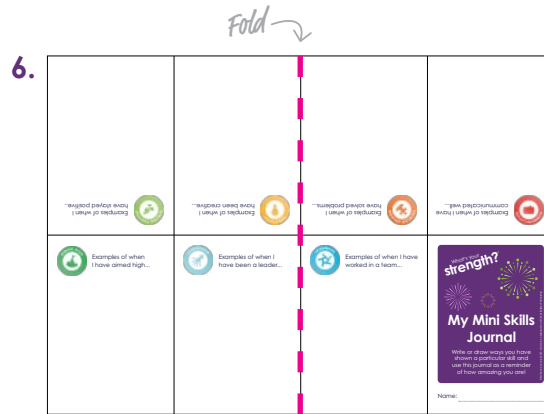 Fold
6.
Examples of when I
have stayed positive...
Examples of when I
have been creative...
Examples of when I
have solved problems...
Examples of when I have
communicated well...
Examples of when
I have aimed high...
Examples of when I
have been a leader...
Examples of when I have
worked in a team...
What's your
strength?
My Mini Skills
Journal
Write or draw ways you have
shown a particular skill and
use this journal as a reminder
of how amazing you are!
Name: